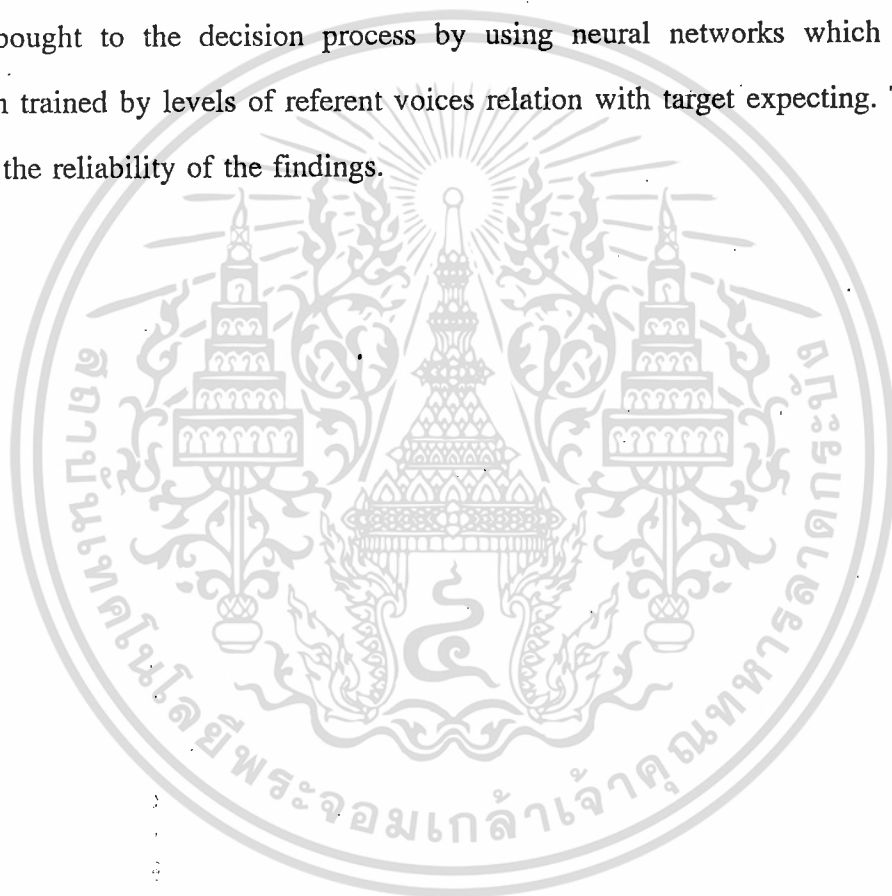 bought to the decision process by using neural networks which
trained by levels of referent voices relation with target expecting.
the reliability of the findings.
สถาบันเทคโนโลยีพระจอมเกล้าเจ้าคุณทหารลาดกระบัง
๔